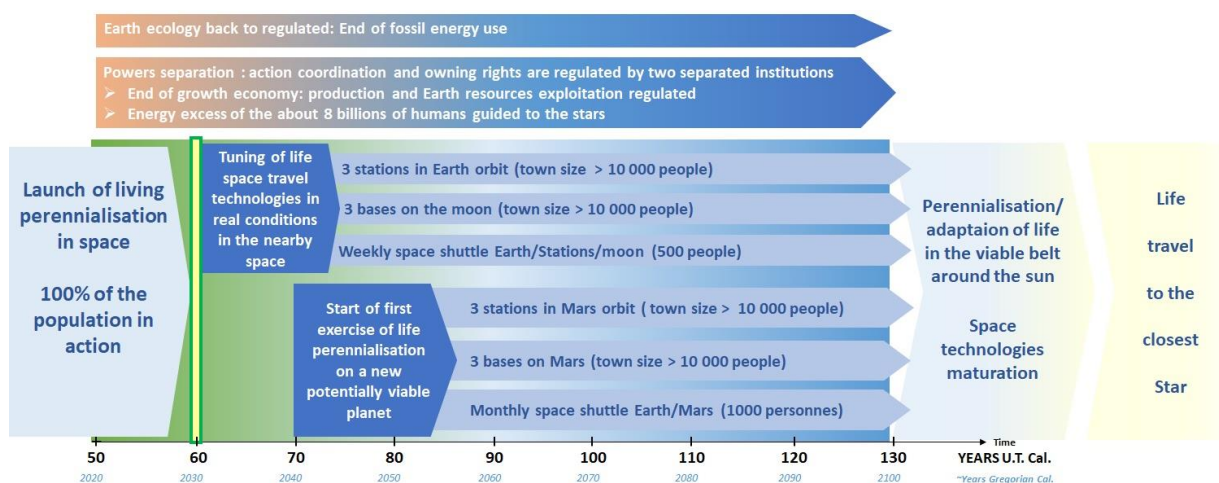 Earth ecology back to regulated: End of fossil energy use
Powers separation : action coordination and owning rights are regulated by two separated institutions
➢ End of growth economy: production and Earth resources exploitation regulated
➢ Energy excess of the about 8 billions of humans guided to the stars
Launch of living
perennialisation
in space
100% of the
population in
action
Tuning of life
space travel
technologies in
real conditions
in the nearby
space
3 stations in Earth orbit (town size > 10 000 people)
3 bases on the moon (town size > 10 000 people)
Weekly space shuttle Earth/Stations/moon (500 people)
Start of first
exercise of life
perennialisation
on a new
potentially viable
planet
3 stations in Mars orbit ( town size > 10 000 people)
3 bases on Mars (town size > 10 000 people)
Monthly space shuttle Earth/Mars (1000 personnes)
Perennialisation/
adaptaion of life
in the viable belt
around the sun
Space
technologies
maturation
Life
travel
to the
closest
Star
Time
50 60 70 80 90 100 110 120 130 YEARS U.T. Cal.
2020 2030 2040 2050 2060 2070 2080 2090 2100 ~Years Gregorian Cal.